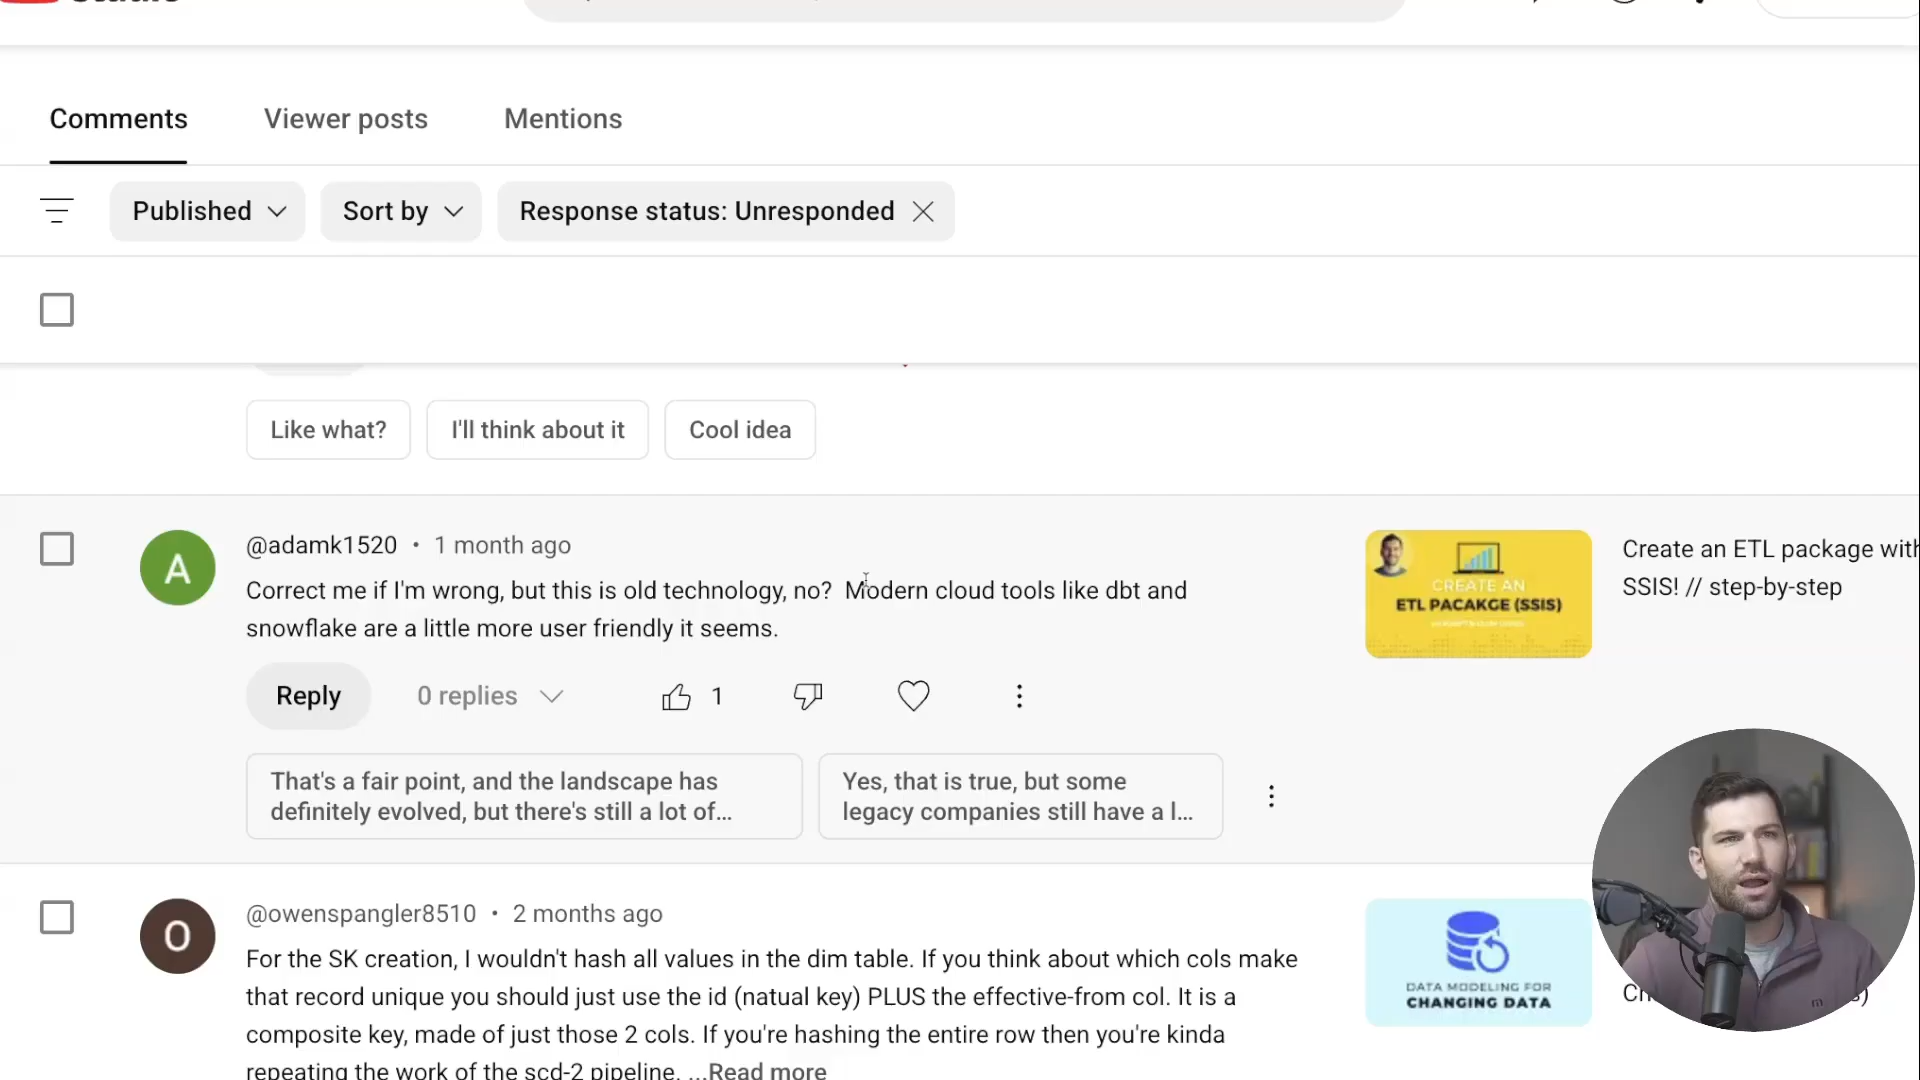 Comments
Viewer posts
Mentions
Published
Sort by
Response status: Unresponded
Like what?
I'll think about it
Cool idea
@adamk1520 • 1 month ago
Correct me if I'm wrong, but this is old technology, no?  Modern cloud tools like dbt and
snowflake are a little more user friendly it seems.
A
Reply
0 replies
1
That's a fair point, and the landscape has
definitely evolved, but there's still a lot of...
Yes, that is true, but some
legacy companies still have a l...
CREATE AN
ETL PACAKGE (SSIS)
Create an ETL package with
SSIS! // step-by-step
@owenspangler8510 • 2 months ago
O
For the SK creation, I wouldn't hash all values in the dim table. If you think about which cols make
that record unique you should just use the id (natual key) PLUS the effective-from col. It is a
composite key, made of just those 2 cols. If you're hashing the entire row then you're kinda
repeating the work of the scd-2 pipeline. ...Read more
DATA MODELING FOR
CHANGING DATA